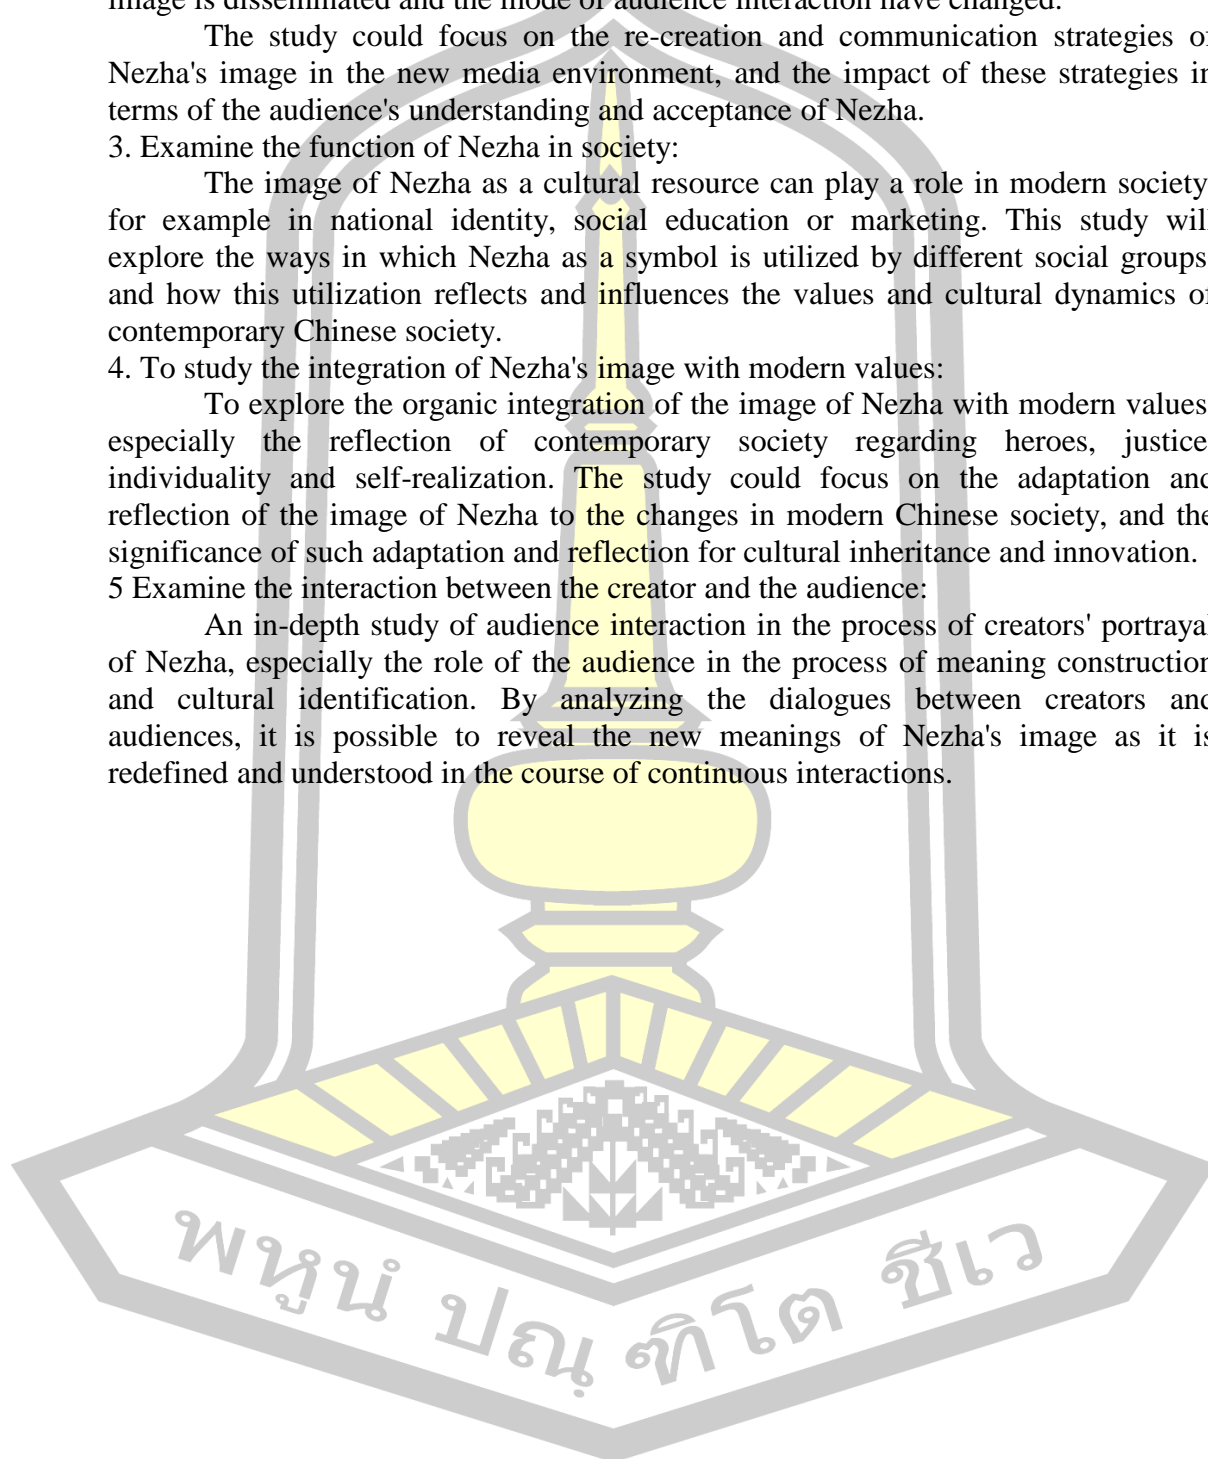 image is disseminated and the mode of audience interaction have changed.
The study could focus on the re-creation and communication strategies of
Nezha's image in the new media environment, and the impact of these strategies in
terms of the audience's understanding and acceptance of Nezha.
3. Examine the function of Nezha in society:
The image of Nezha as a cultural resource can play a role in modern society
for example in national identity, social education or marketing. This study will
explore the ways in which Nezha as a symbol is utilized by different social groups
and how this utilization reflects and influences the values and cultural dynamics of
contemporary Chinese society.
4. To study the integration of Nezha's image with modern values:
To explore the organic integration of the image of Nezha with modern values
especially the reflection of contemporary society regarding heroes, justice
individuality and self-realization. The study could focus on the adaptation and
reflection of the image of Nezha to the changes in modern Chinese society, and the
significance of such adaptation and reflection for cultural inheritance and innovation.
5 Examine the interaction between the creator and the audience:
An in-depth study of audience interaction in the process of creators' portrayal
of Nezha, especially the role of the audience in the process of meaning construction
and cultural identification. By analyzing the dialogues between creators and
audiences, it is possible to reveal the new meanings of Nezha's image as it is
redefined and understood in the course of continuous interactions.
พหูนํ ปณฺฑิโต ชีเว